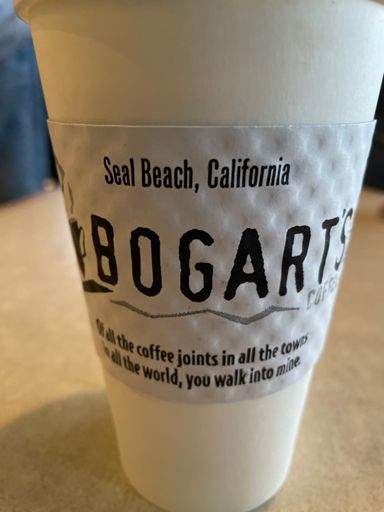 Seal Beach, California
BOGART'S
COFFEE
Of all the coffee joints in all the towns
in all the world, you walk into mine.